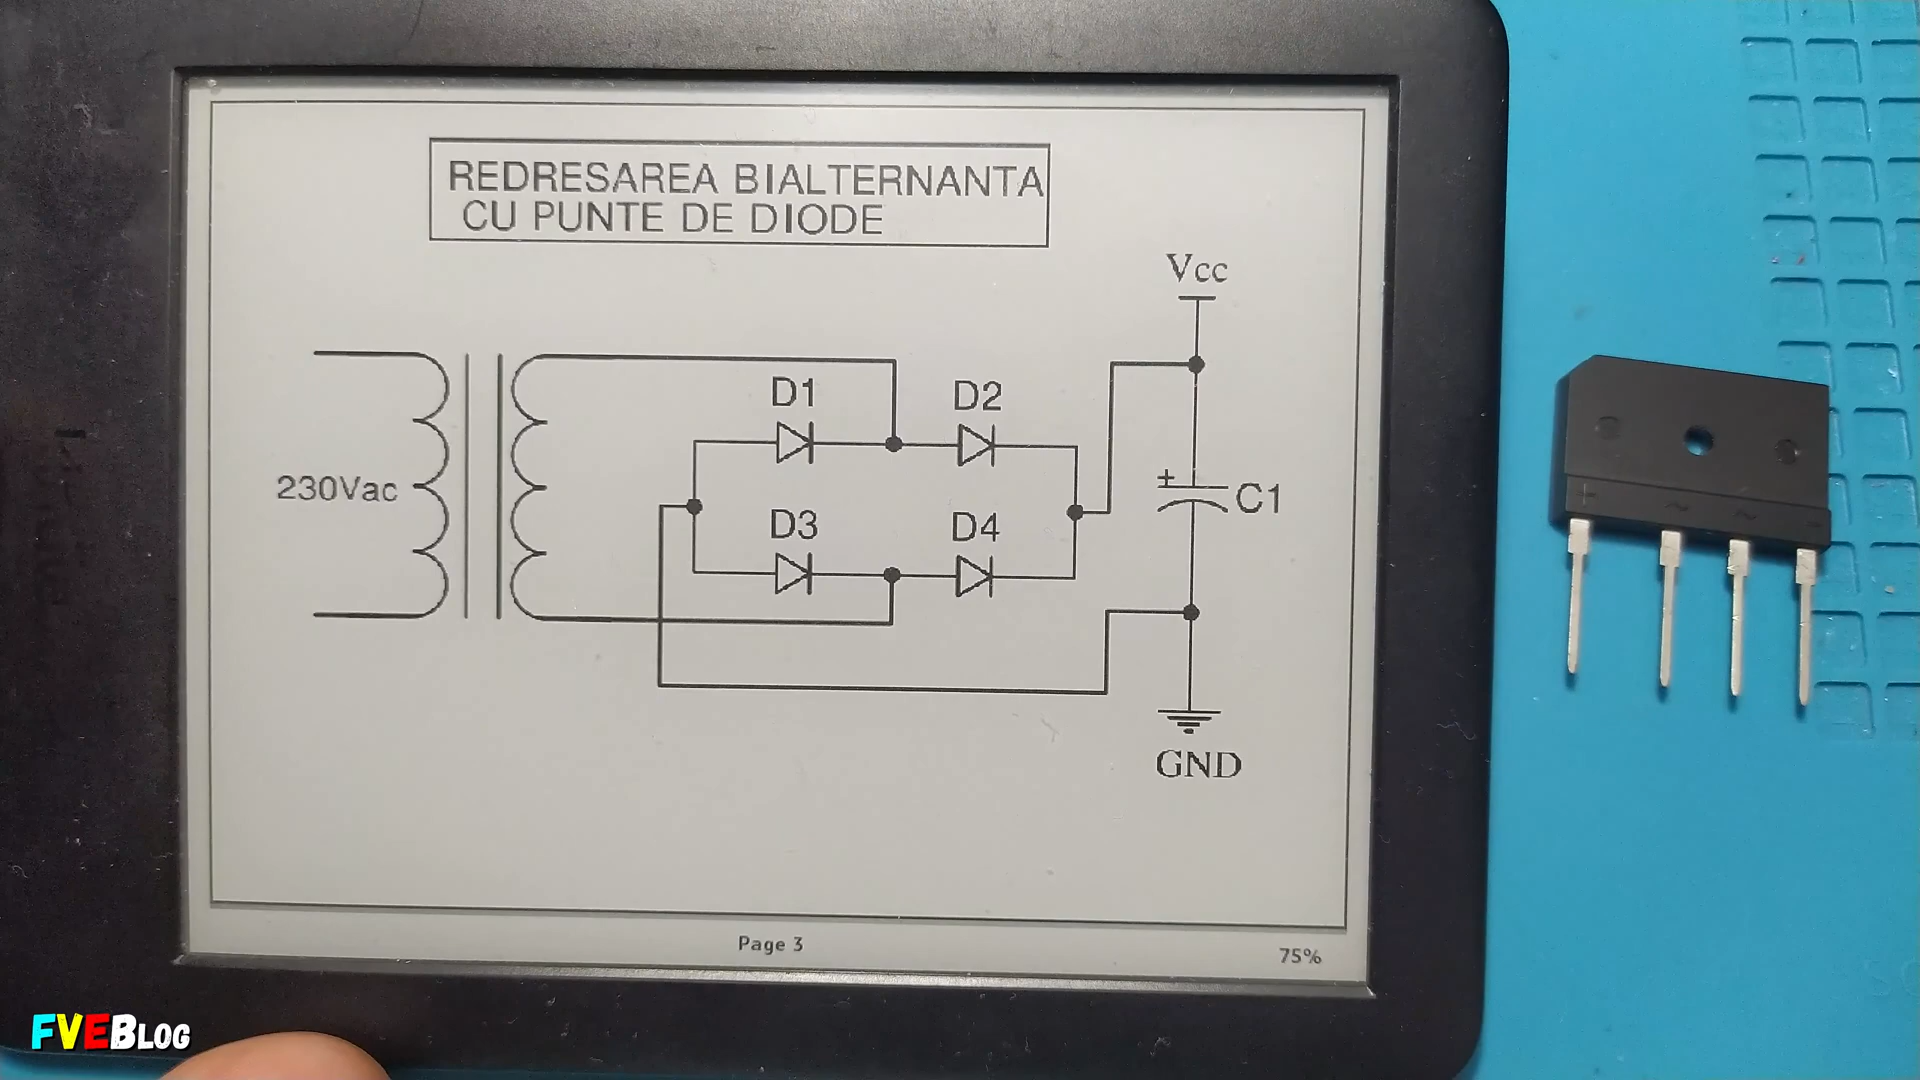 REDRESAREA BIALTERNANTA
CU PUNTE DE DIODE
Vcc
D1
D2
230Vac
+
C1
D3
D4
GND
+ ~ ~ -
Page 3
75%
FVEBLOG